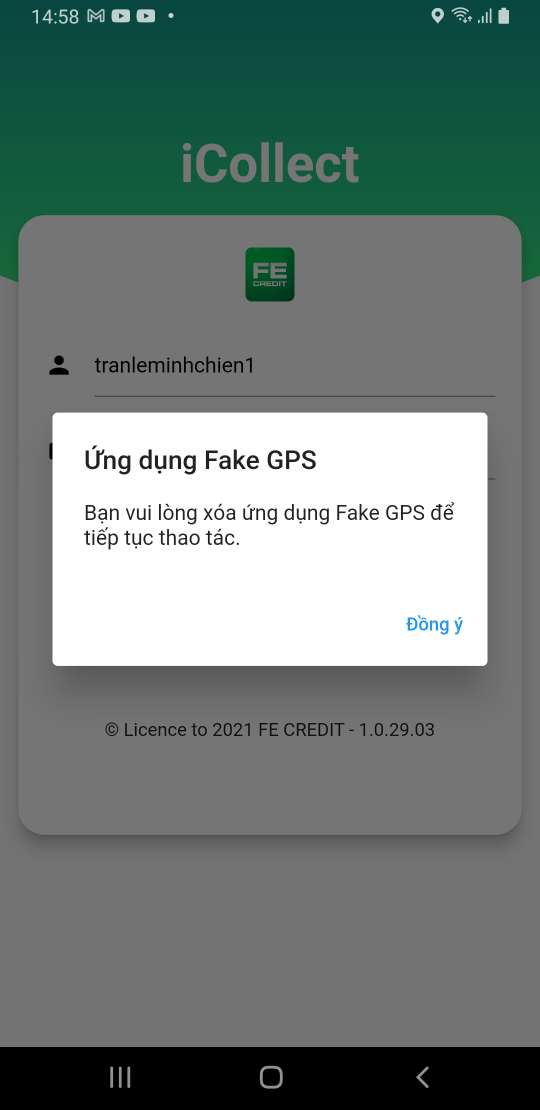 14:58
iCollect
FE
CREDIT
tranleminhchien1
Ứng dụng Fake GPS
Bạn vui lòng xóa ứng dụng Fake GPS để
tiếp tục thao tác.
Đồng ý
© Licence to 2021 FE CREDIT - 1.0.29.03